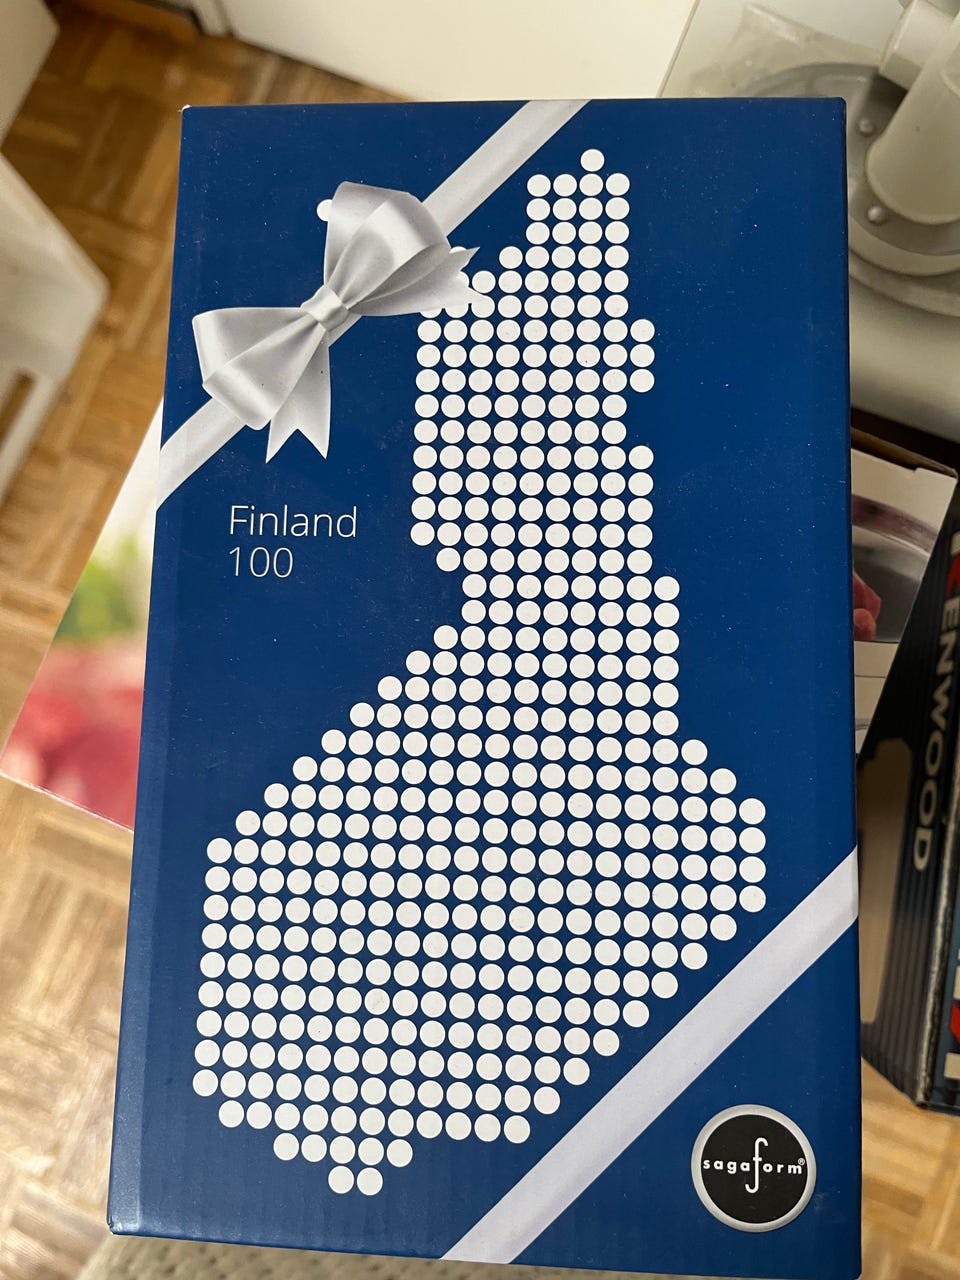 Finland
100
sagaform®
ENWOOD